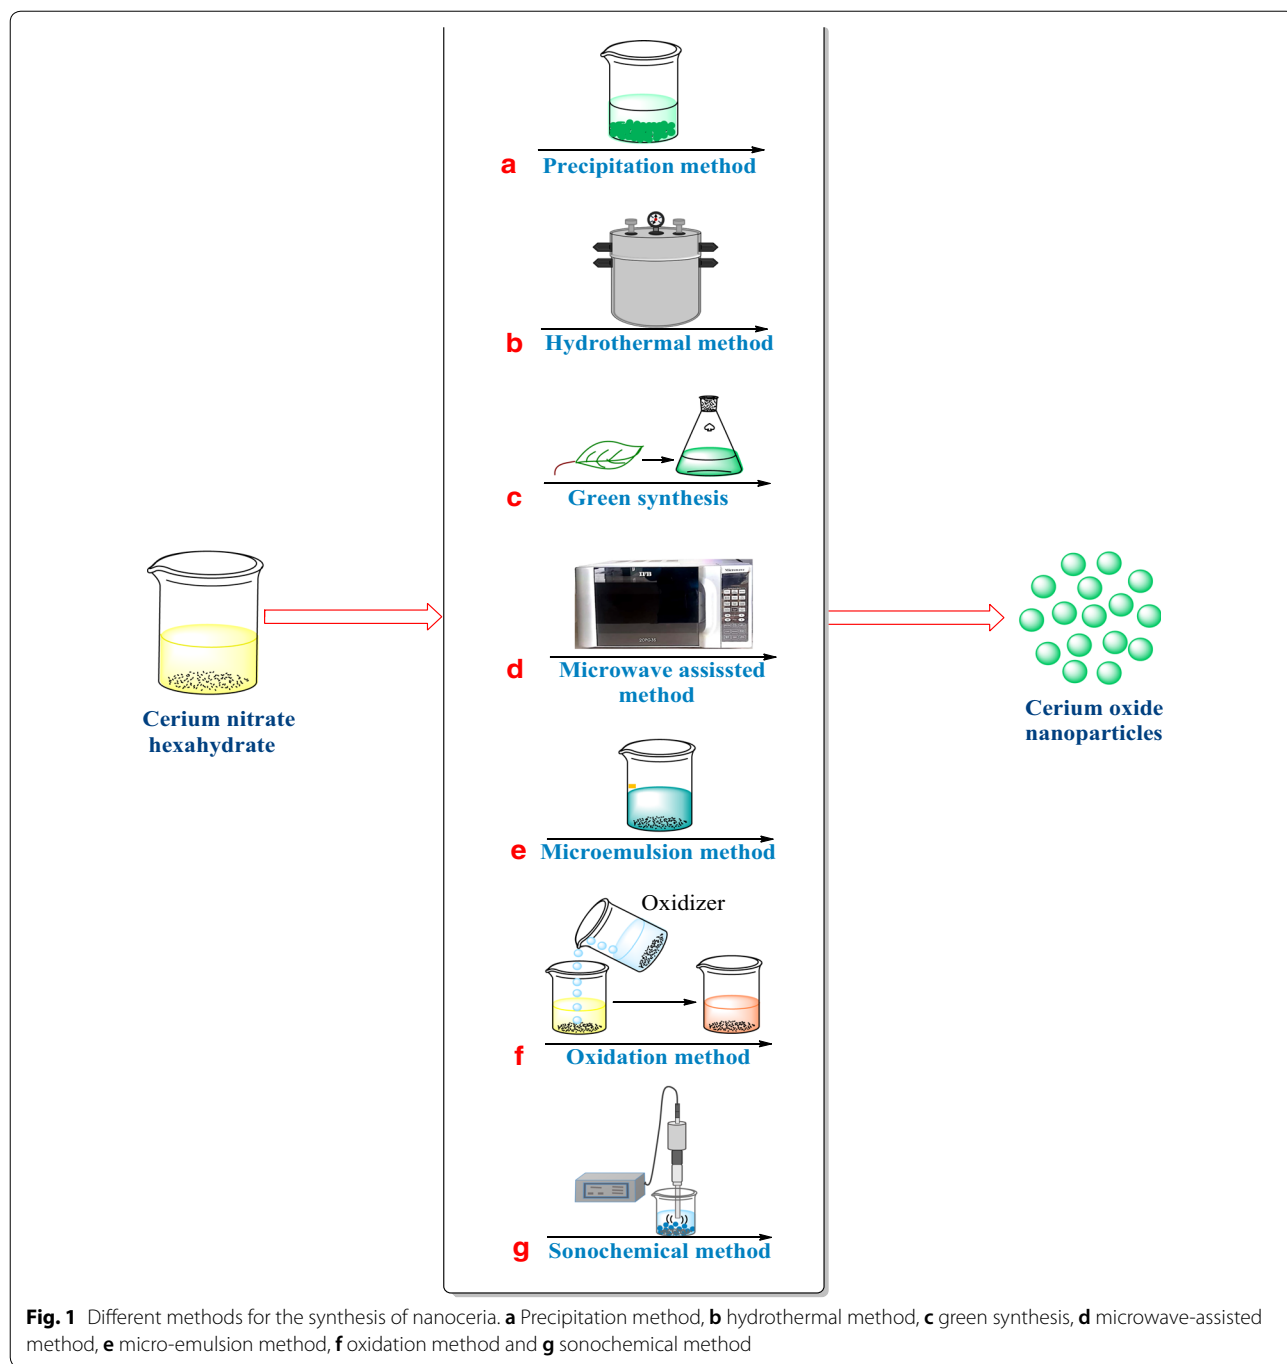 a Precipitation method
b Hydrothermal method
c Green synthesis
IFB
d Microwave assissted
method
Cerium nitrate
hexahydrate
Cerium oxide
nanoparticles
e Microemulsion method
Oxidizer
f Oxidation method
g Sonochemical method
Fig. 1 Different methods for the synthesis of nanoceria. a Precipitation method, b hydrothermal method, c green synthesis, d microwave-assisted
method, e micro-emulsion method, f oxidation method and g sonochemical method